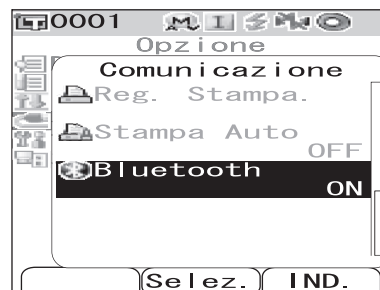 0001 M I
Opzione
Comunicazione
Reg. Stampa.
Stampa Auto
OFF
Bluetooth
ON
Selez. IND.